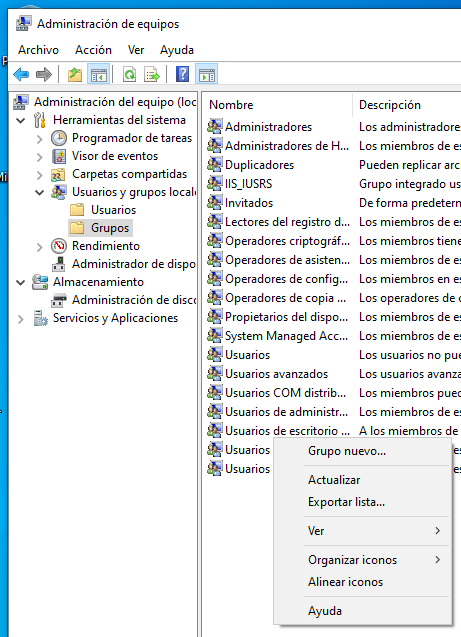 Administración de equipos
Archivo Acción Ver Ayuda
Administración del equipo (loc
Herramientas del sistema
Programador de tareas
Visor de eventos
Carpetas compartidas
Usuarios y grupos locale
Usuarios
Grupos
Rendimiento
Administrador de dispo
Almacenamiento
Administración de disco
Servicios y Aplicaciones
Nombre Descripción
Administradores Los administradore
Administradores de H... Los miembros de es
Duplicadores Pueden replicar arc
IIS_IUSRS Grupo integrado us
Invitados De forma predetern
Lectores del registro d... Los miembros de es
Operadores criptográf... Los miembros tiene
Operadores de asisten... Los miembros de es
Operadores de config... Los miembros en es
Operadores de copia ... Los operadores de c
Propietarios del dispo... Los miembros de es
System Managed Acc... Los miembros de es
Usuarios Los usuarios no pue
Usuarios avanzados Los usuarios avanza
Usuarios COM distrib... Los miembros pued
Usuarios de administr... Los miembros de es
Usuarios de escritorio ... A los miembros de
Usuarios
Usuarios
Grupo nuevo...
Actualizar
Exportar lista...
Ver
Organizar iconos
Alinear iconos
Ayuda